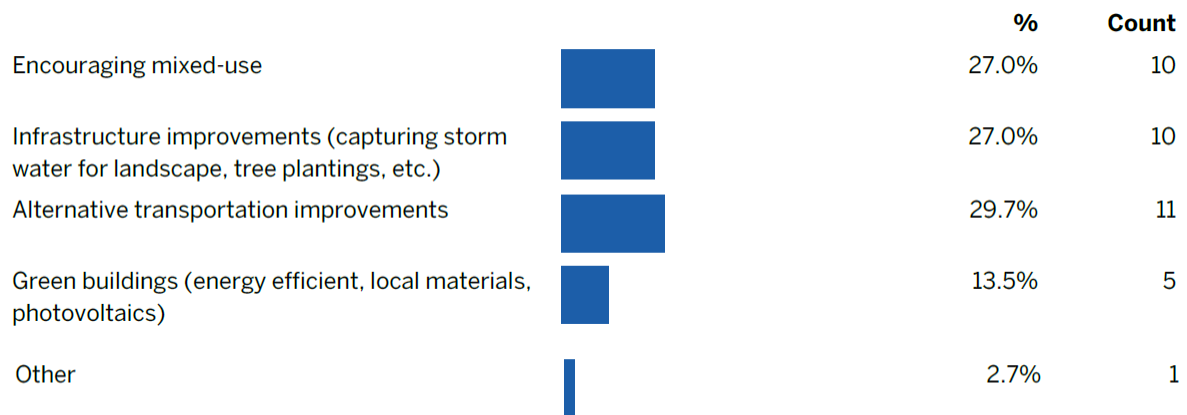 % Count
Encouraging mixed-use 27.0% 10
Infrastructure improvements (capturing storm 27.0% 10
water for landscape, tree plantings, etc.)
Alternative transportation improvements 29.7% 11
Green buildings (energy efficient, local materials, 13.5% 5
photovoltaics)
Other 2.7% 1